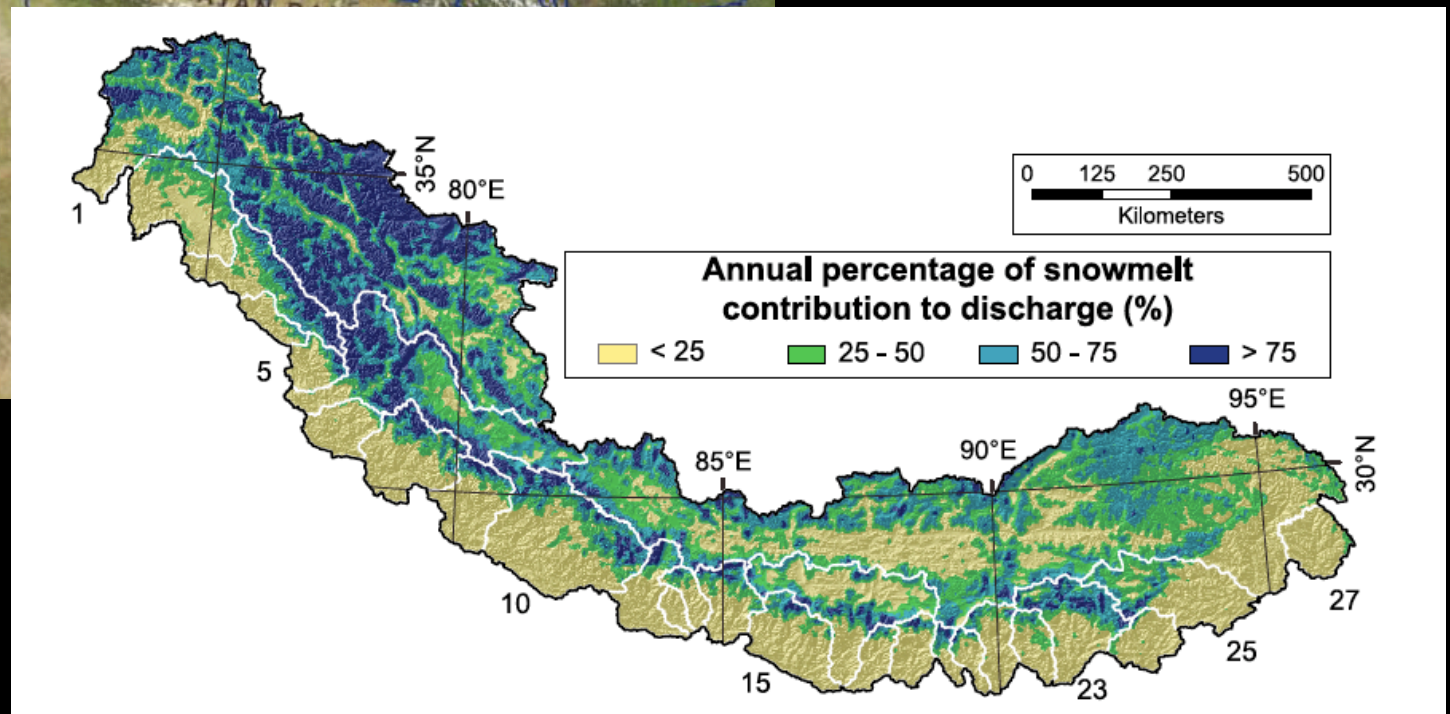 35°N
80°E
1
0 125 250 500
Kilometers
Annual percentage of snowmelt
contribution to discharge (%)
< 25 25 - 50 50 - 75 > 75
5
95°E
90°E
85°E
30°N
10
27
25
15
23